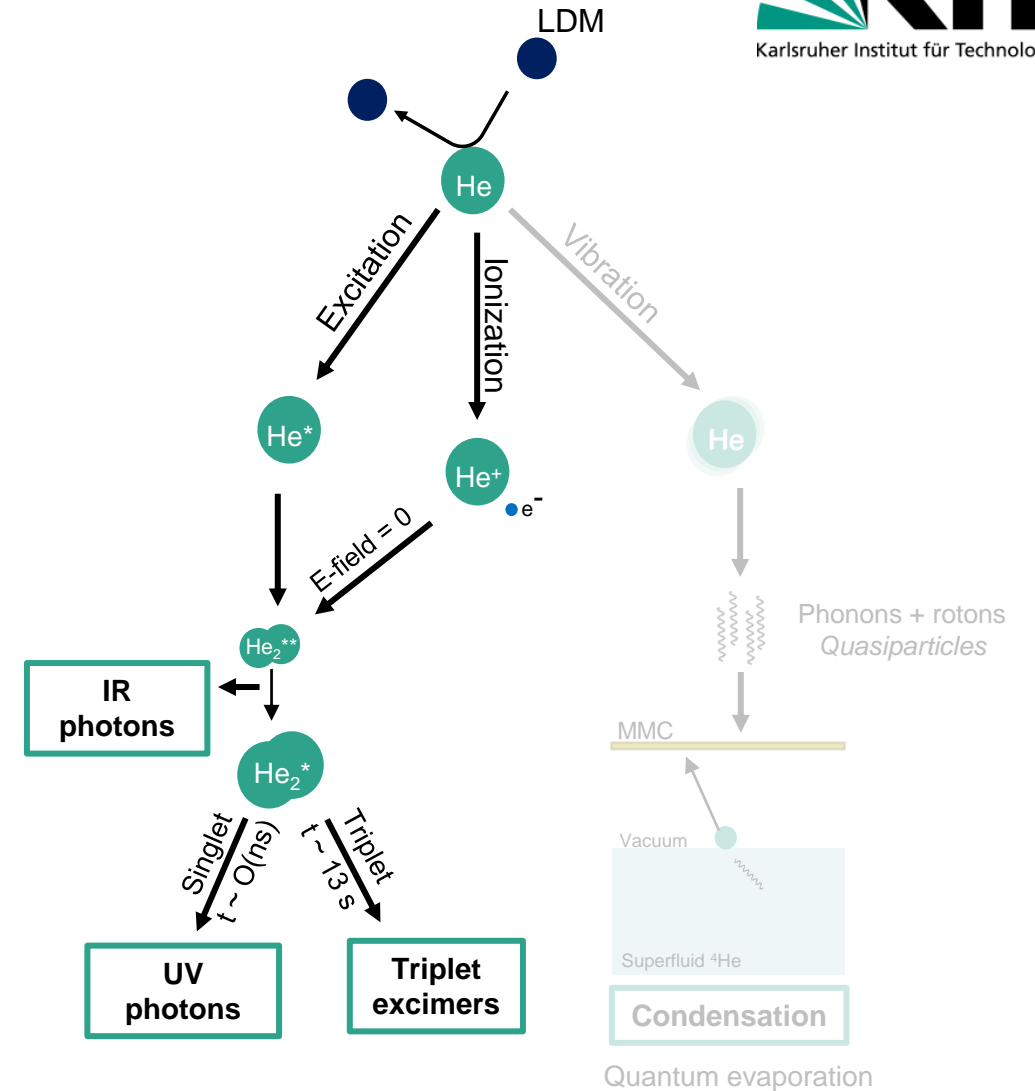 LDM
KIT
Karlsruher Institut für Technolo
He
Excitation
Ionization
Vibration
He*
He⁺
e⁻
He
E-field = 0
He₂**
IR
photons
Phonons + rotons
Quasiparticles
MMC
He₂*
Singlet
t ~ O(ns)
Triplet
t ~ 13 s
Vacuum
Superfluid ⁴He
UV
photons
Triplet
excimers
Condensation
Quantum evaporation